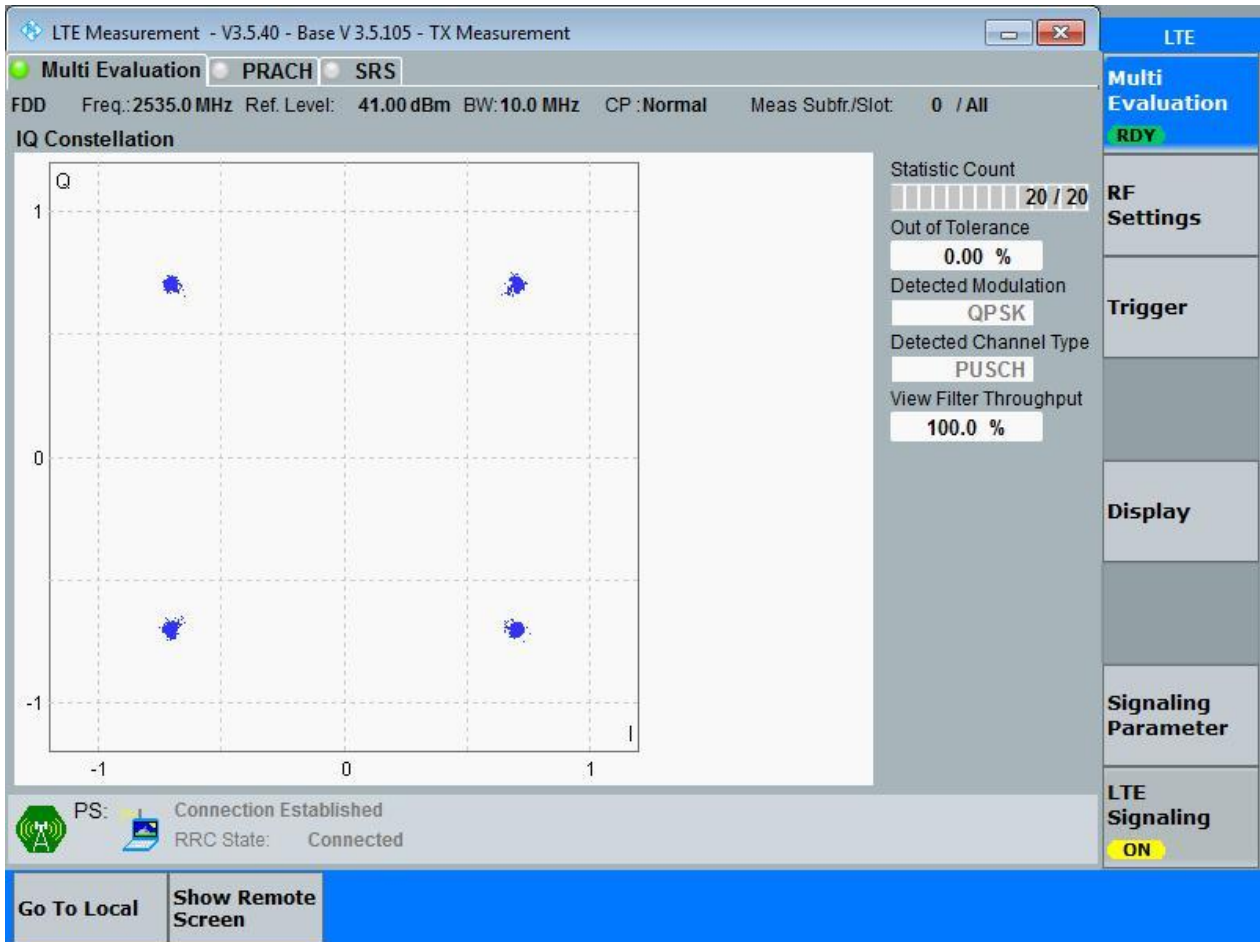 LTE Measurement - V3.5.40 - Base V 3.5.105 - TX Measurement
LTE
Multi Evaluation PRACH SRS
Multi
Evaluation
RDY
FDD Freq.: 2535.0 MHz Ref. Level: 41.00 dBm BW: 10.0 MHz CP : Normal Meas Subfr./Slot: 0 / All
IQ Constellation
Q
1
0
-1
I
-1 0 1
Statistic Count
20 / 20
Out of Tolerance
0.00 %
Detected Modulation
QPSK
Detected Channel Type
PUSCH
View Filter Throughput
100.0 %
RF
Settings
Trigger
Display
Signaling
Parameter
LTE
Signaling
ON
PS: Connection Established
RRC State: Connected
Go To Local
Show Remote
Screen